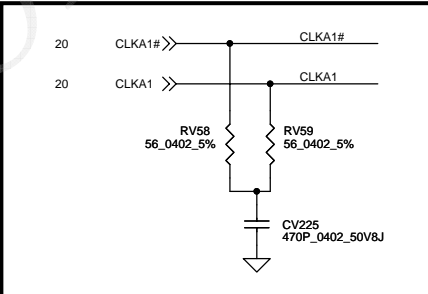 20 CLKA1# CLKA1#
20 CLKA1 CLKA1
RV58 RV59
56_0402_5% 56_0402_5%
CV225
470P_0402_50V8J